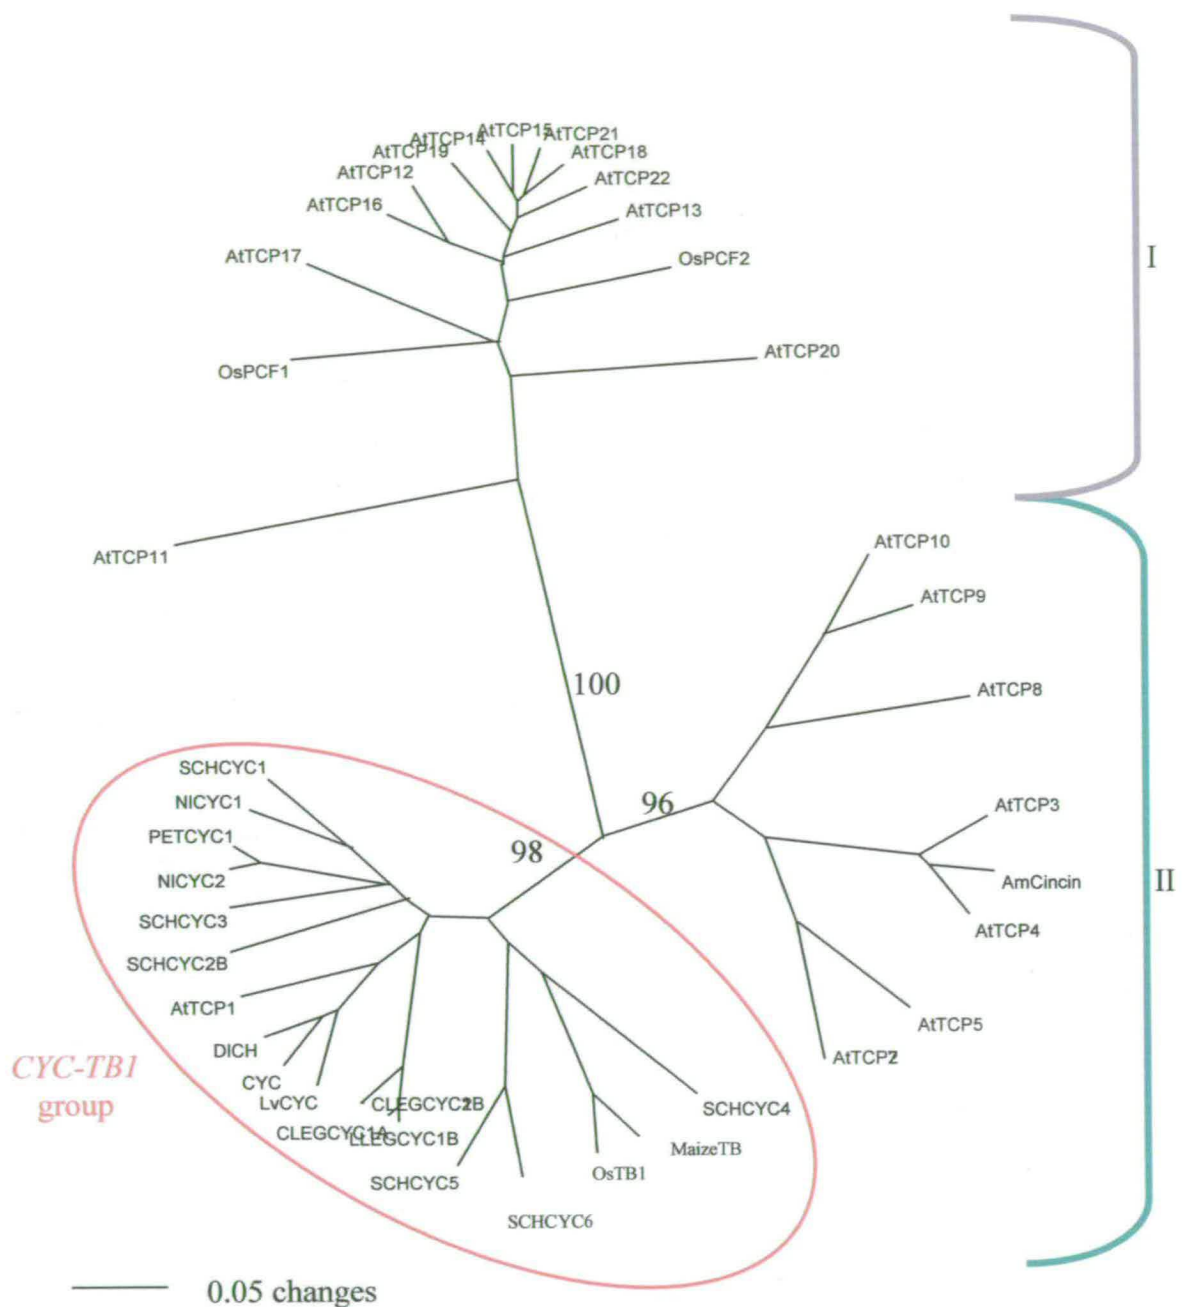 AtTCP15
AtTCP21
AtTCP14
AtTCP19
AtTCP18
AtTCP12
AtTCP22
AtTCP16
AtTCP13
AtTCP17
OsPCF2
I
AtTCP20
OsPCF1
AtTCP11
AtTCP10
AtTCP9
100
AtTCP8
SCHCYC1
NICYC1
96
AtTCP3
PETCYC1
98
NICYC2
AmCincin
II
SCHCYC3
AtTCP4
SCHCYC2B
AtTCP1
AtTCP5
DICH
CYC-TB1
group
CYC
LvCYC
SCHCYC4
CLEGCYC1A
MaizeTB
OsTB1
SCHCYC5
SCHCYC6
0.05 changes